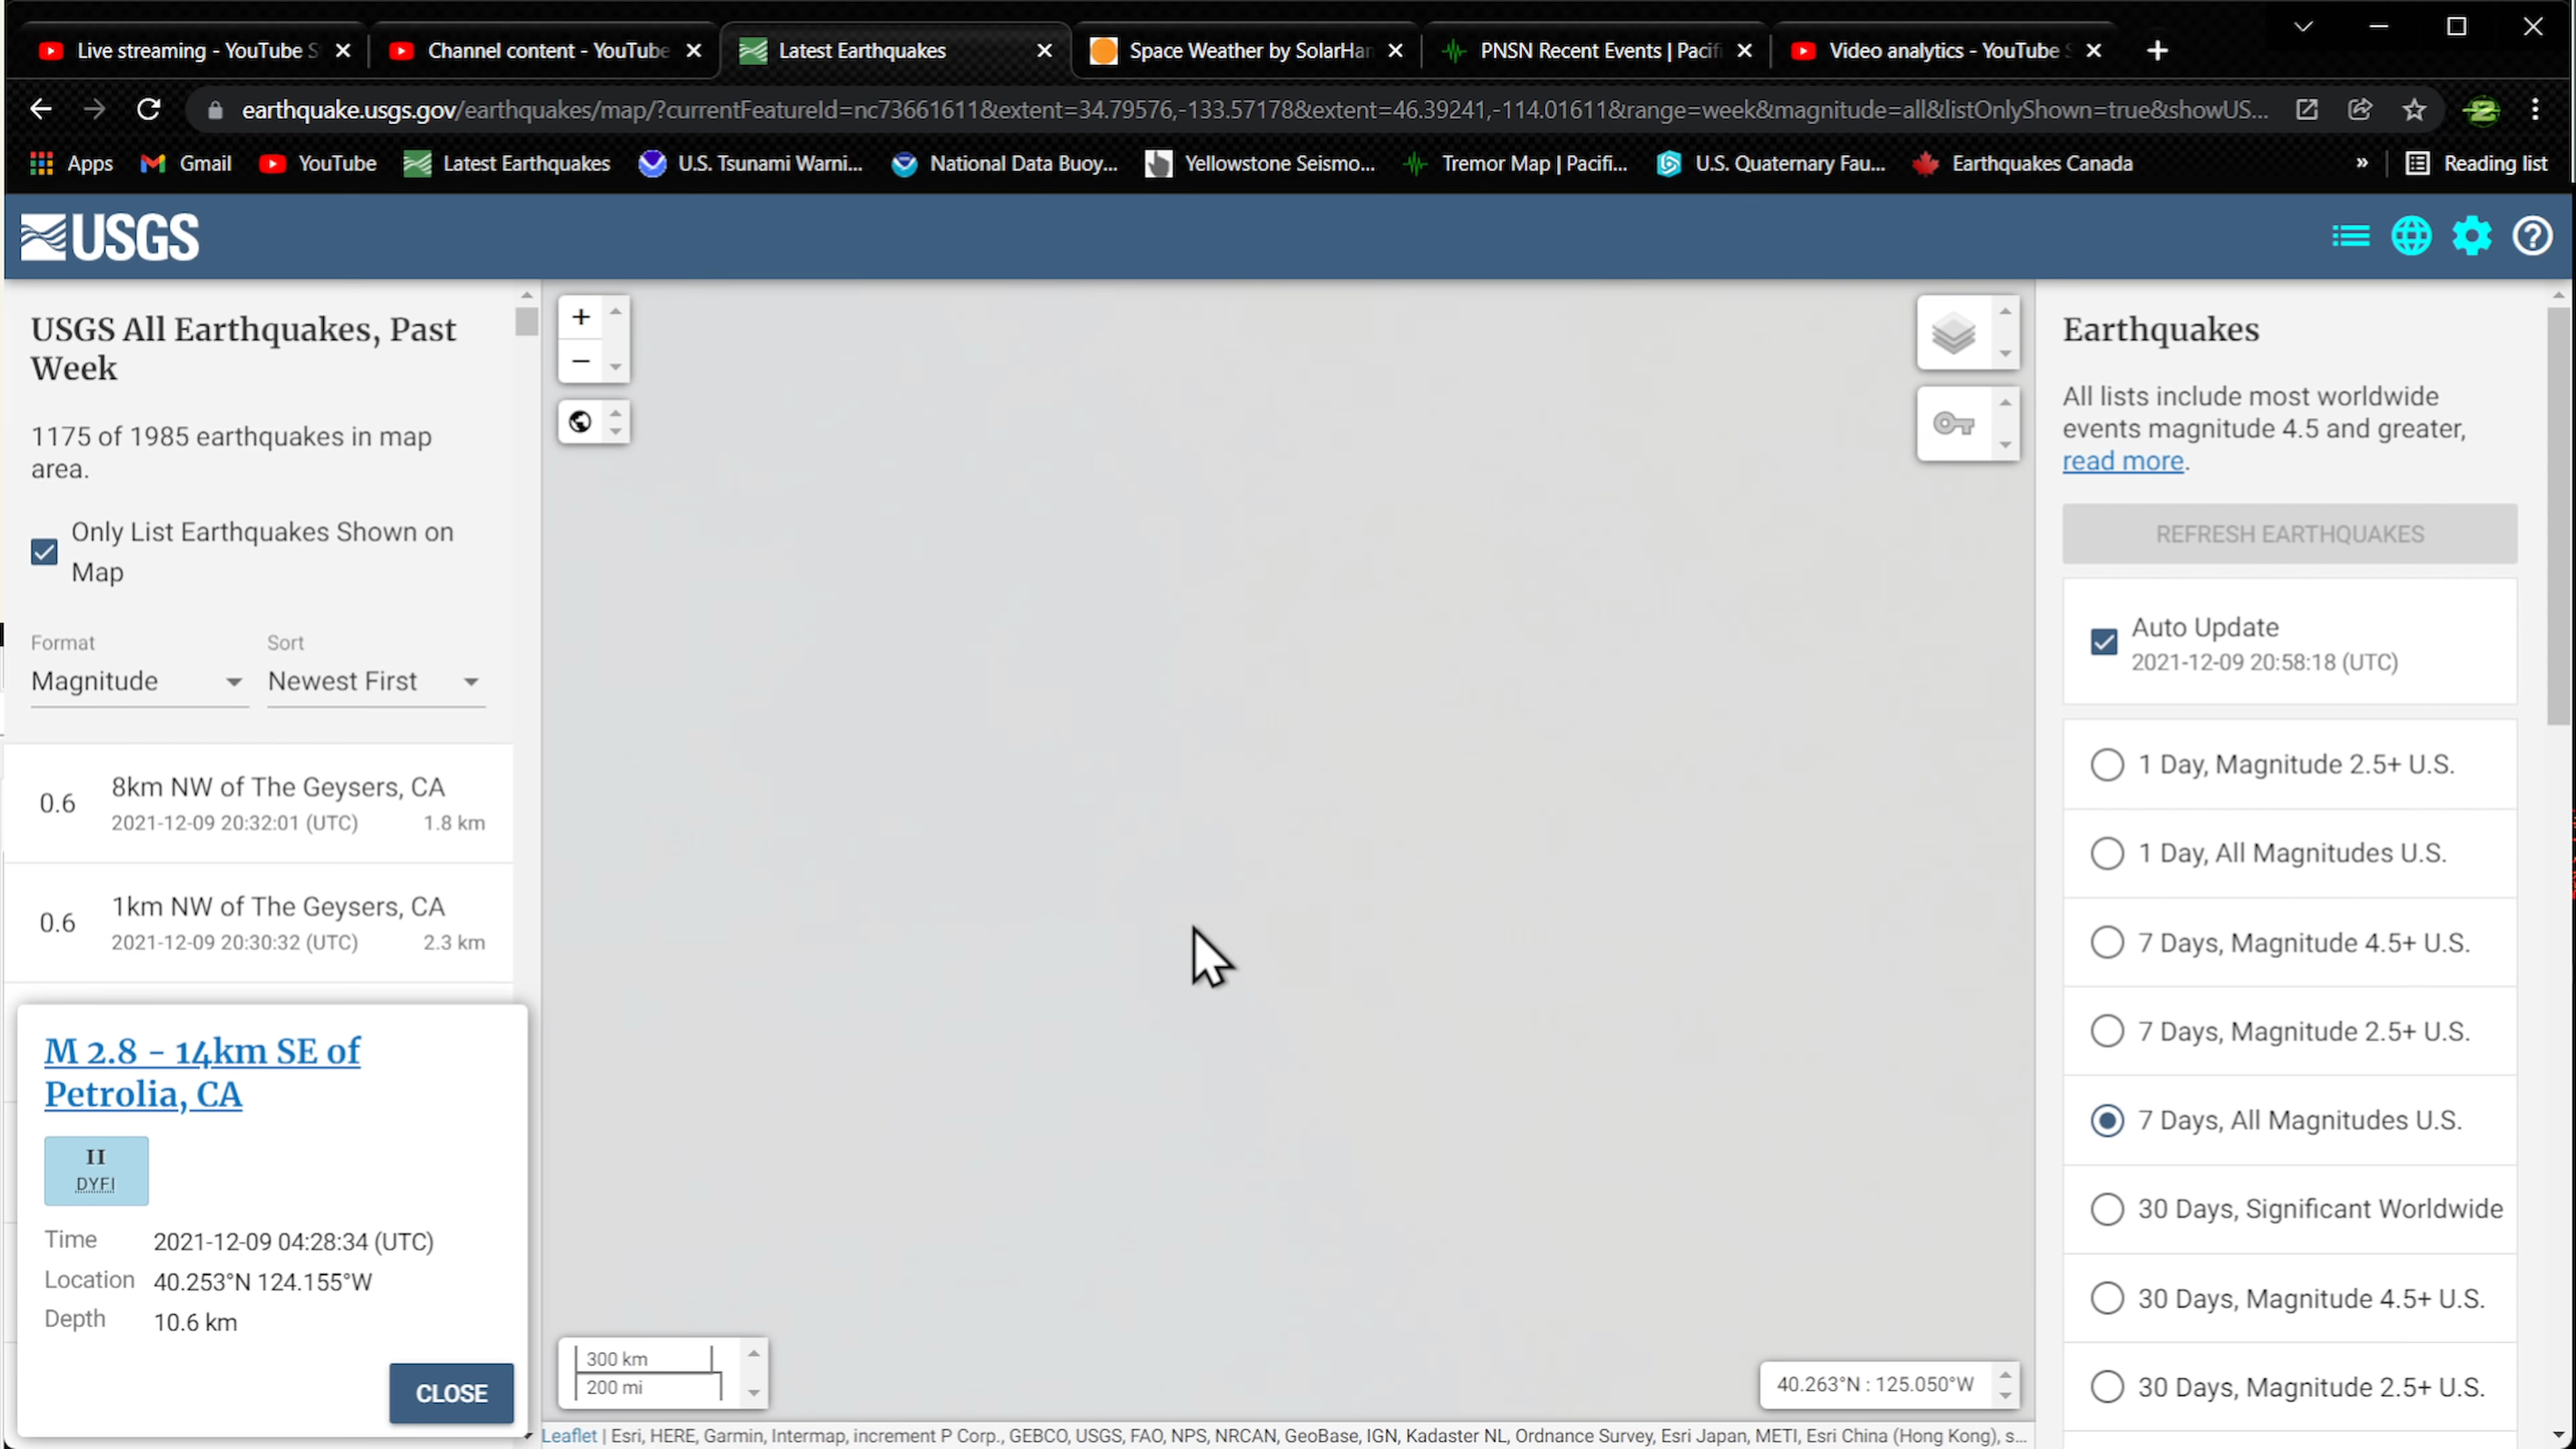 Live streaming - YouTube S
Channel content - YouTube
Latest Earthquakes
Space Weather by SolarHam
PNSN Recent Events | Pacifi
Video analytics - YouTube S
earthquake.usgs.gov/earthquakes/map/?currentFeatureId=nc73661611&extent=34.79576,-133.57178&extent=46.39241,-114.01611&range=week&magnitude=all&listOnlyShown=true&showUS...
Apps
Gmail
YouTube
Latest Earthquakes
U.S. Tsunami Warni...
National Data Buoy...
Yellowstone Seismo...
Tremor Map | Pacifi...
U.S. Quaternary Fau...
Earthquakes Canada
»
Reading list
USGS
USGS All Earthquakes, Past
Week
1175 of 1985 earthquakes in map
area.
Only List Earthquakes Shown on
Map
Format
Sort
Magnitude
Newest First
0.6
8km NW of The Geysers, CA
2021-12-09 20:32:01 (UTC) 1.8 km
0.6
1km NW of The Geysers, CA
2021-12-09 20:30:32 (UTC) 2.3 km
M 2.8 - 14km SE of
Petrolia, CA
II
DYFI
Time 2021-12-09 04:28:34 (UTC)
Location 40.253°N 124.155°W
Depth 10.6 km
CLOSE
+
−
300 km
200 mi
40.263°N : 125.050°W
Leaflet | Esri, HERE, Garmin, Intermap, increment P Corp., GEBCO, USGS, FAO, NPS, NRCAN, GeoBase, IGN, Kadaster NL, Ordnance Survey, Esri Japan, METI, Esri China (Hong Kong), s...
Earthquakes
All lists include most worldwide
events magnitude 4.5 and greater,
read more.
REFRESH EARTHQUAKES
Auto Update
2021-12-09 20:58:18 (UTC)
1 Day, Magnitude 2.5+ U.S.
1 Day, All Magnitudes U.S.
7 Days, Magnitude 4.5+ U.S.
7 Days, Magnitude 2.5+ U.S.
7 Days, All Magnitudes U.S.
30 Days, Significant Worldwide
30 Days, Magnitude 4.5+ U.S.
30 Days, Magnitude 2.5+ U.S.